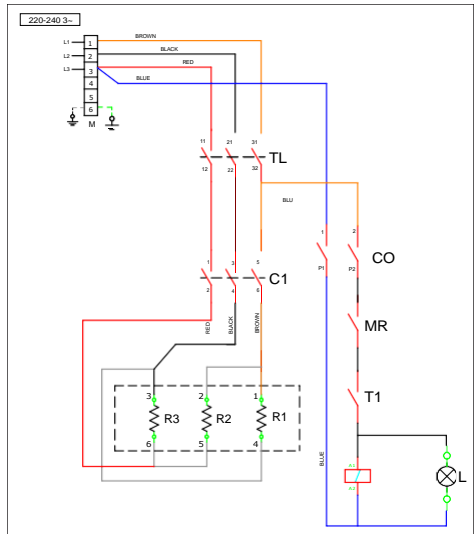 220-240 3~
BROWN
L1 1
BLACK
L2 2
RED
L3 3
BLUE
4
5
6
M
11 21 31
TL
12 22 32
BLU
1 2
CO
P1 P2
1 3 5
C1
2 4 6
RED BLACK BROWN
MR
T1
3 2 1
R3 R2 R1
6 5 4
BLUE
A1
L
A2